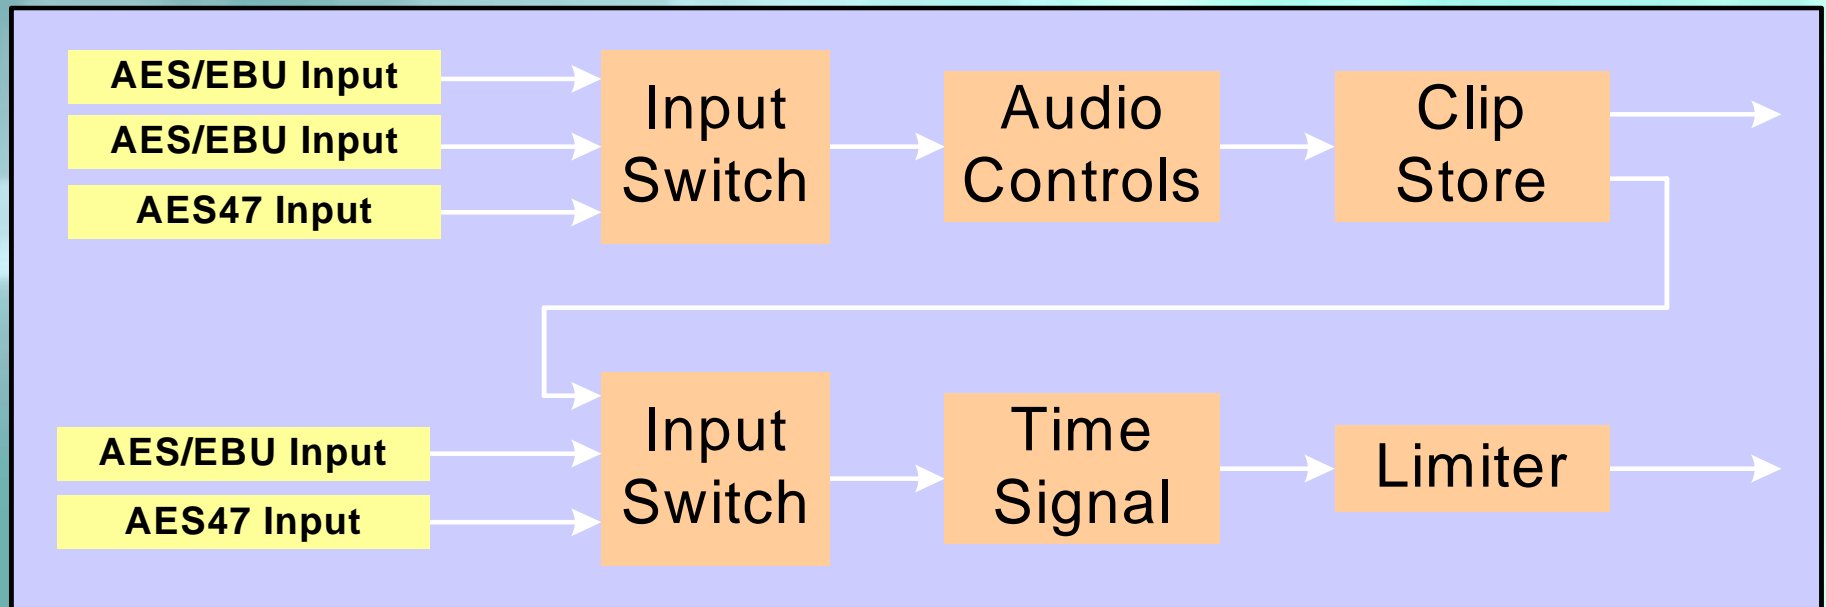 AES/EBU Input
AES/EBU Input
AES47 Input
Input
Switch
Audio
Controls
Clip
Store
AES/EBU Input
AES47 Input
Input
Switch
Time
Signal
Limiter